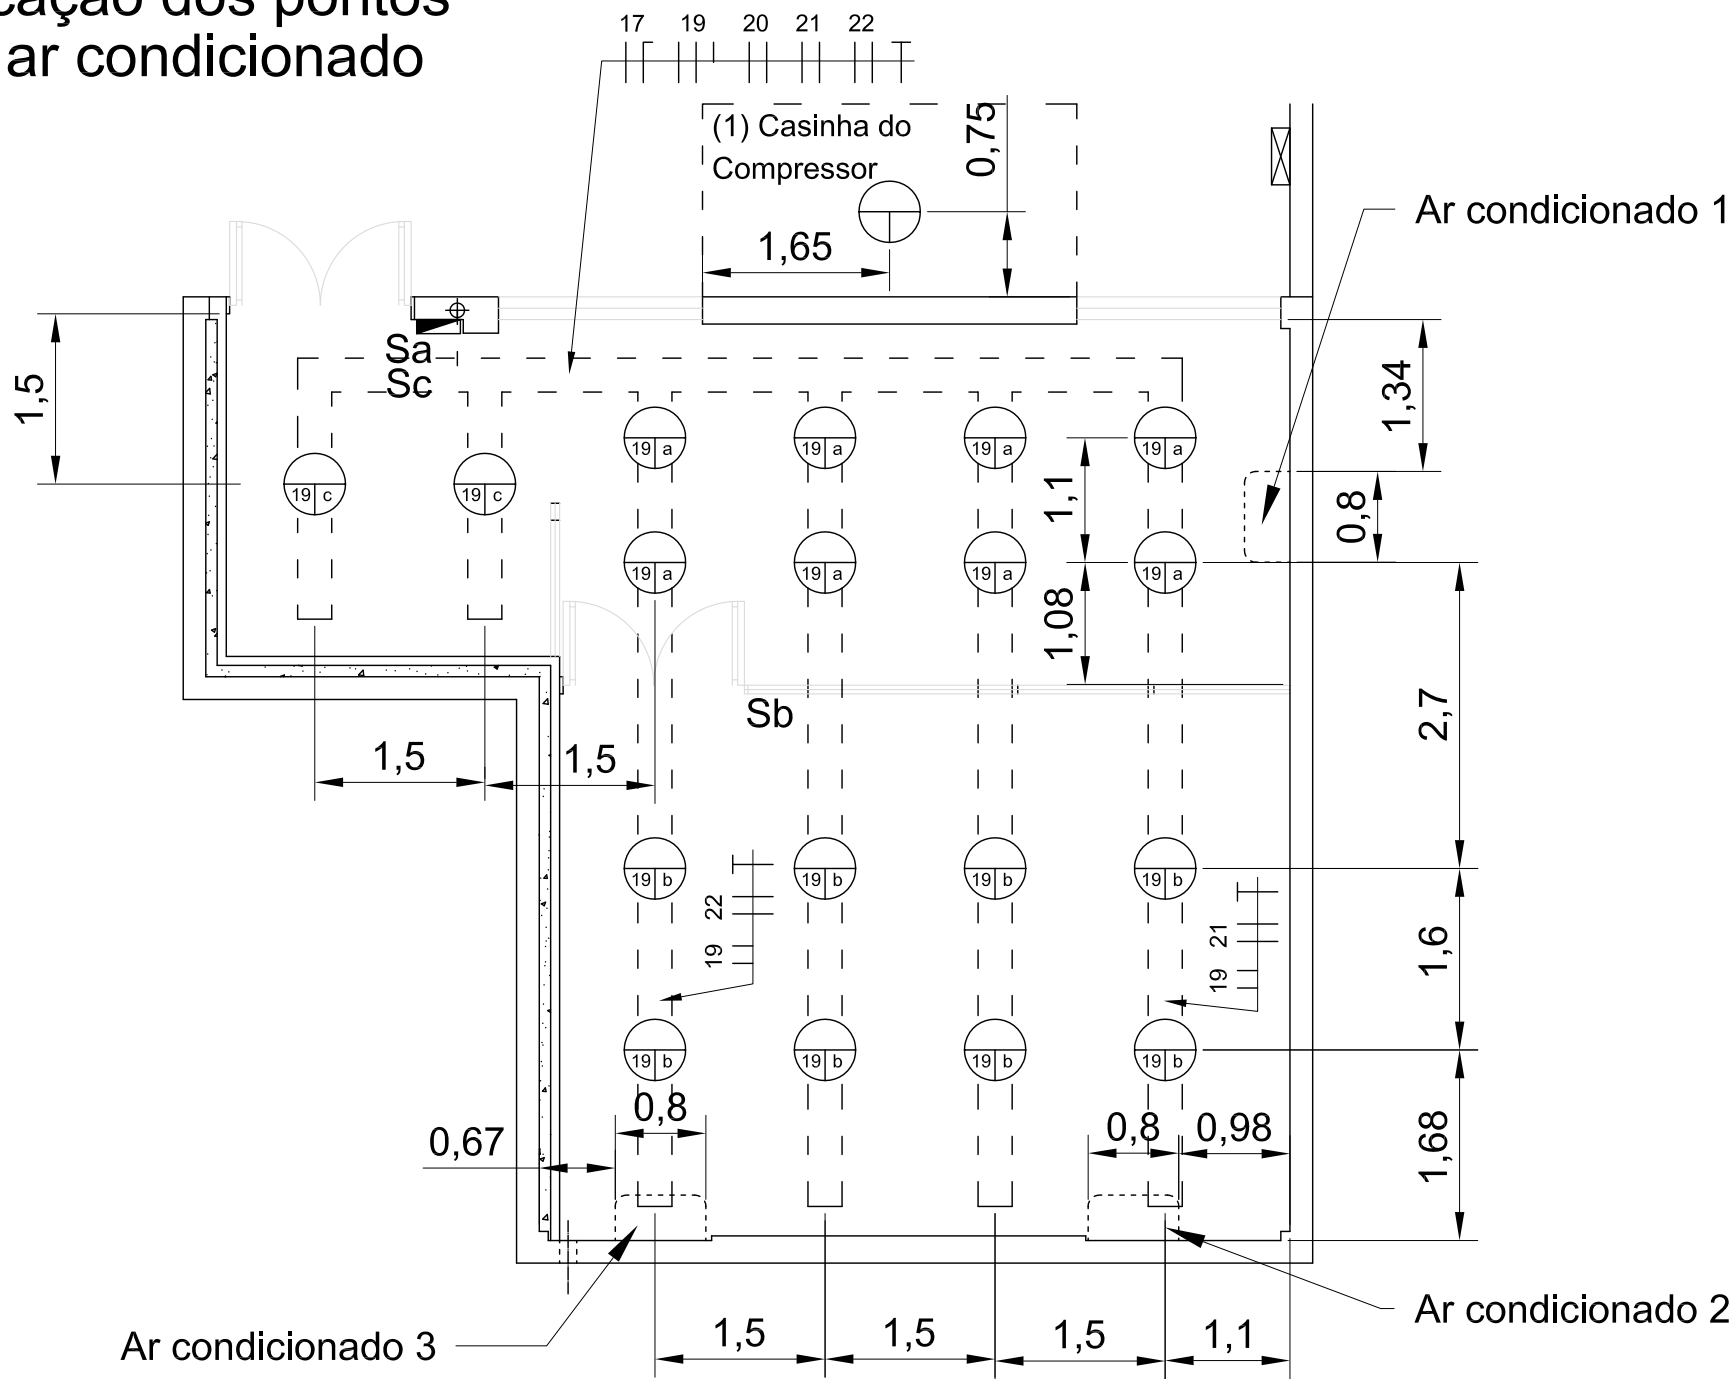 cação dos pontos
ar condicionado
17 19 20 21 22
(1) Casinha do
Compressor
0,75
1,65
Ar condicionado 1
Sa
Sc
1,5
1,34
19 a 19 a 19 a 19 a
19 c 19 c
1,1
0,8
19 a 19 a 19 a 19 a
1,08
Sb
2,7
1,5 1,5
19 b 19 b 19 b 19 b
22
19
21
19
1,6
19 b 19 b 19 b 19 b
0,67
0,8
0,8
0,98
1,68
Ar condicionado 3
Ar condicionado 2
1,5 1,5 1,5 1,1